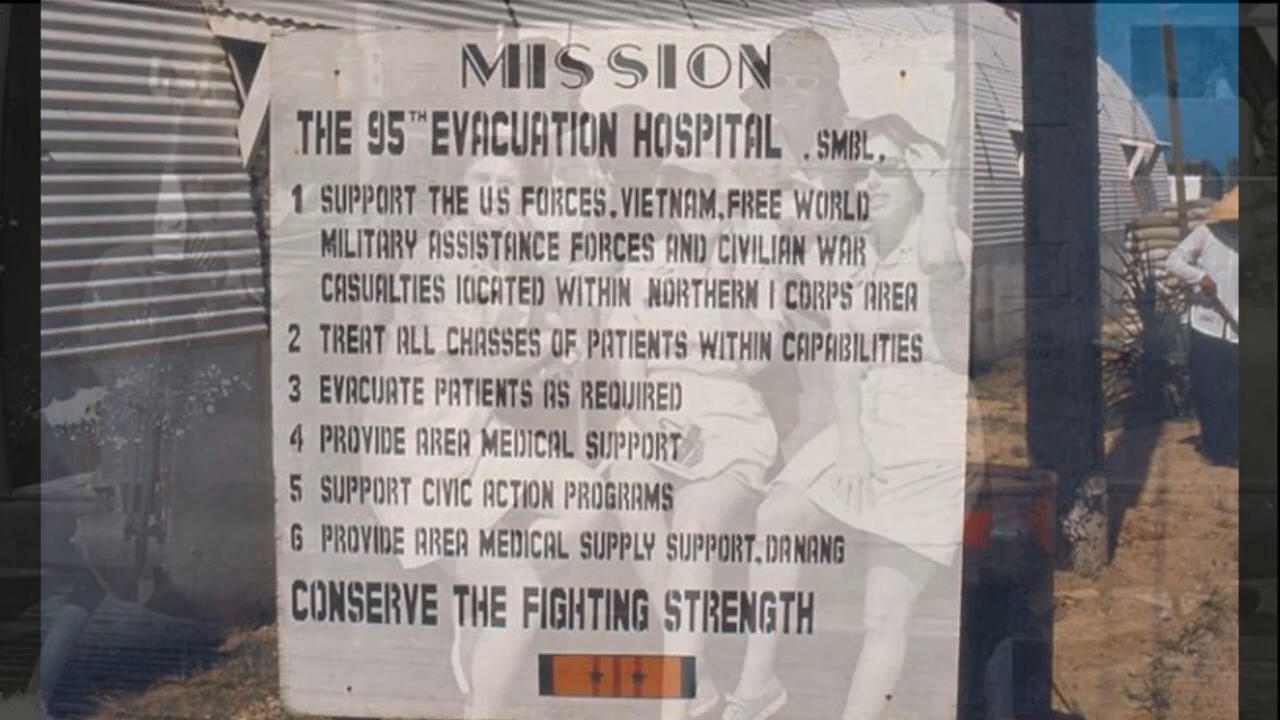 MISSION
THE 95TH EVACUATION HOSPITAL .SMBL.
1 SUPPORT THE US FORCES.VIETNAM.FREE WORLD
MILITARY ASSISTANCE FORCES AND CIVILIAN WAR
CASUALTIES LOCATED WITHIN NORTHERN I CORPS AREA
2 TREAT ALL CHASSES OF PATIENTS WITHIN CAPABILITIES
3 EVACUATE PATIENTS AS REQUIRED
4 PROVIDE AREA MEDICAL SUPPORT
5 SUPPORT CIVIC ACTION PROGRAMS
6 PROVIDE AREA MEDICAL SUPPLY SUPPORT.DA NANG
CONSERVE THE FIGHTING STRENGTH